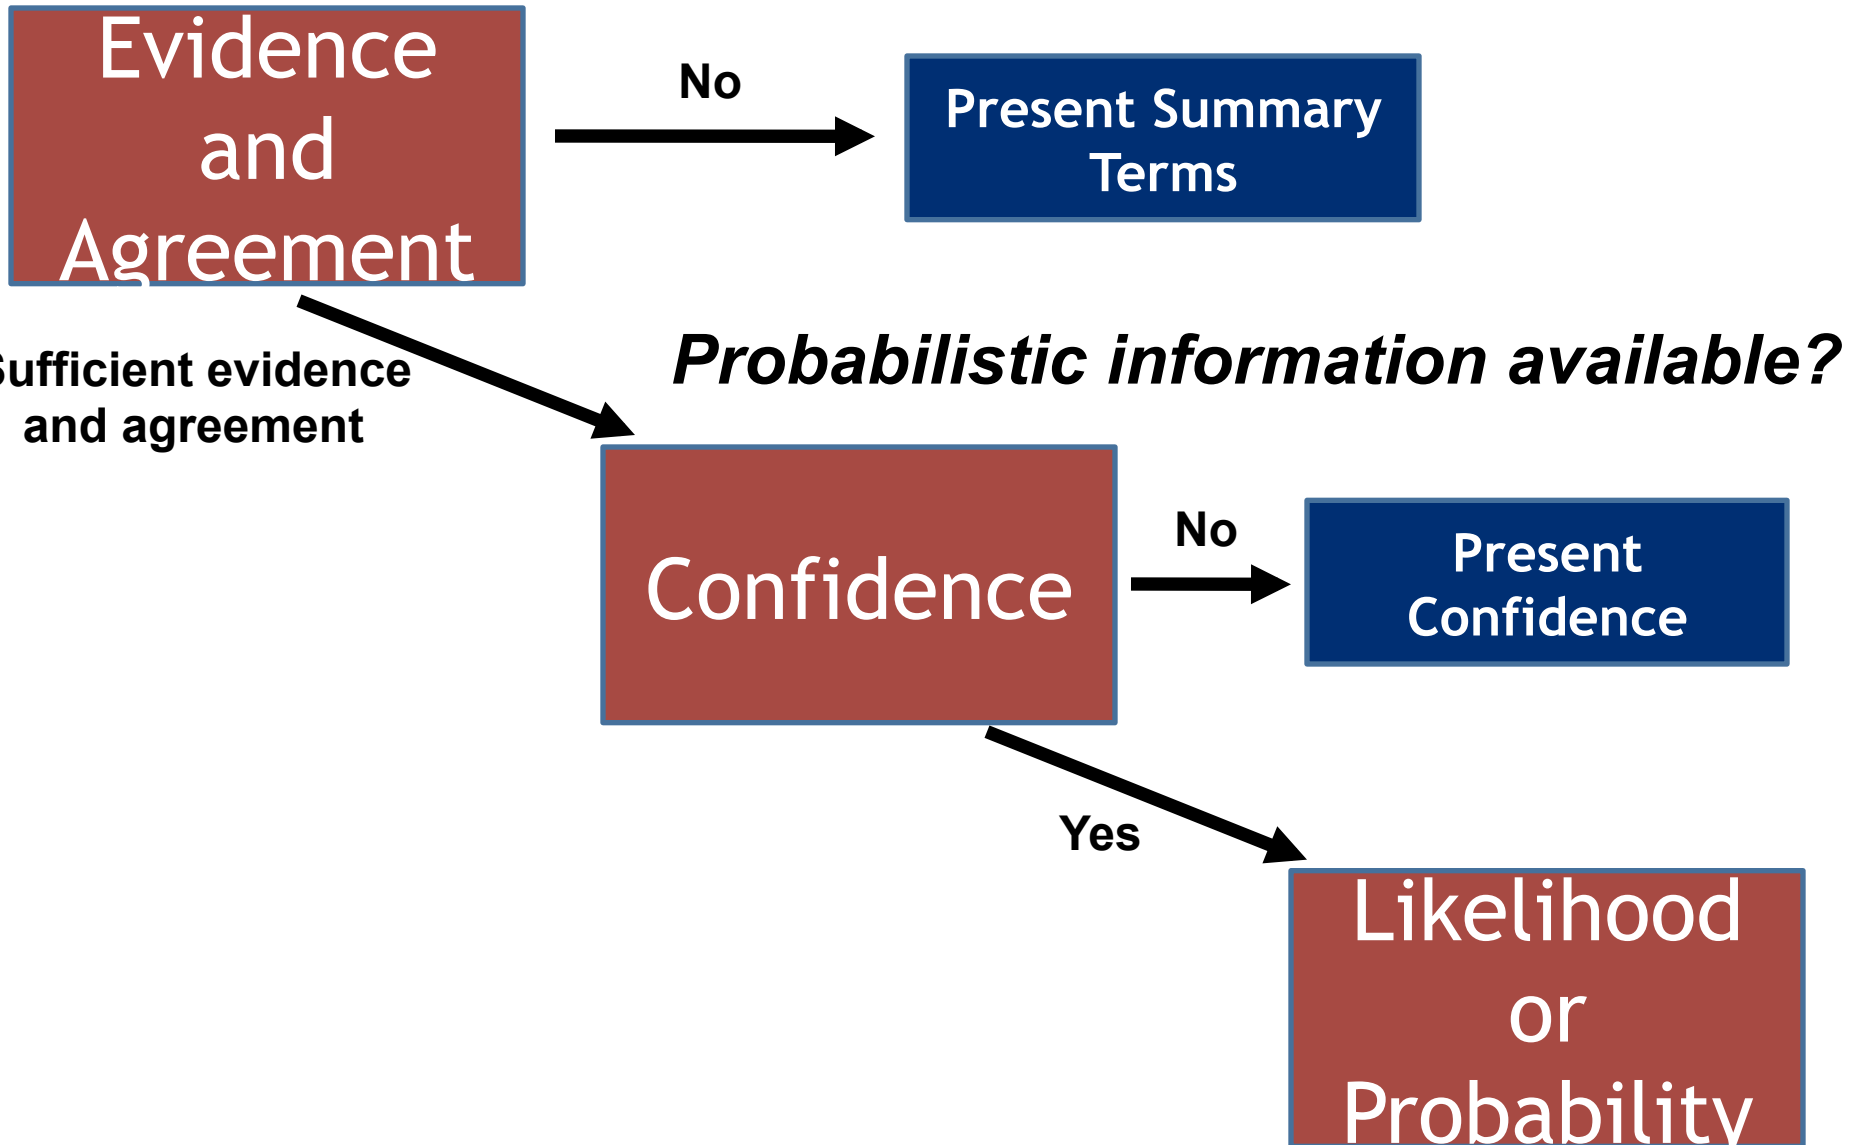 Evidence
and
Agreement
No
Present Summary
Terms
Sufficient evidence
and agreement
Probabilistic information available?
Confidence
No
Present
Confidence
Yes
Likelihood
or
Probability